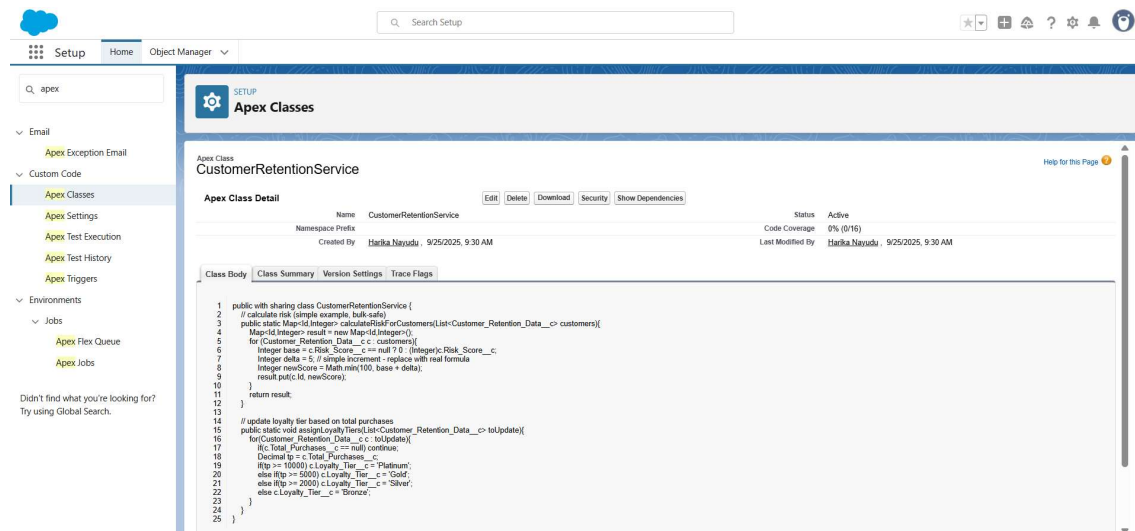 Search Setup
Setup
Home
Object Manager
apex
Email
Apex Exception Email
Custom Code
Apex Classes
Apex Settings
Apex Test Execution
Apex Test History
Apex Triggers
Environments
Jobs
Apex Flex Queue
Apex Jobs
Didn't find what you're looking for?
Try using Global Search.
SETUP
Apex Classes
Apex Class
CustomerRetentionService
Help for this Page
Apex Class Detail
Edit Delete Download Security Show Dependencies
Name CustomerRetentionService Status Active
Namespace Prefix Code Coverage 0% (0/16)
Created By Harika Nayudu , 9/25/2025, 9:30 AM Last Modified By Harika Nayudu , 9/25/2025, 9:30 AM
Class Body Class Summary Version Settings Trace Flags
1 public with sharing class CustomerRetentionService {
2 // calculate risk (simple example, bulk-safe)
3 public static Map<Id,Integer> calculateRiskForCustomers(List<Customer_Retention_Data__c> customers){
4 Map<Id,Integer> result = new Map<Id,Integer>();
5 for (Customer_Retention_Data__c c : customers){
6 Integer base = c.Risk_Score__c == null ? 0 : (Integer)c.Risk_Score__c;
7 Integer delta = 5; // simple increment - replace with real formula
8 Integer newScore = Math.min(100, base + delta);
9 result.put(c.Id, newScore);
10 }
11 return result;
12 }
13
14 // update loyalty tier based on total purchases
15 public static void assignLoyaltyTiers(List<Customer_Retention_Data__c> toUpdate){
16 for(Customer_Retention_Data__c c : toUpdate){
17 if(c.Total_Purchases__c == null) continue;
18 Decimal tp = c.Total_Purchases__c;
19 if(tp >= 10000) c.Loyalty_Tier__c = 'Platinum';
20 else if(tp >= 5000) c.Loyalty_Tier__c = 'Gold';
21 else if(tp >= 2000) c.Loyalty_Tier__c = 'Silver';
22 else c.Loyalty_Tier__c = 'Bronze';
23 }
24 }
25 }